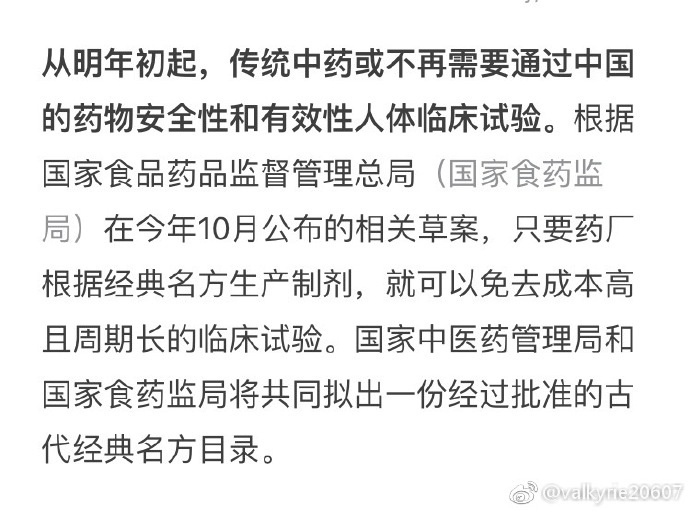 从明年初起，传统中药或不再需要通过中国
的药物安全性和有效性人体临床试验。根据
国家食品药品监督管理总局（国家食药监
局）在今年10月公布的相关草案，只要药厂
根据经典名方生产制剂，就可以免去成本高
且周期长的临床试验。国家中医药管理局和
国家食药监局将共同拟出一份经过批准的古
代经典名方目录。
@valkyrie20607